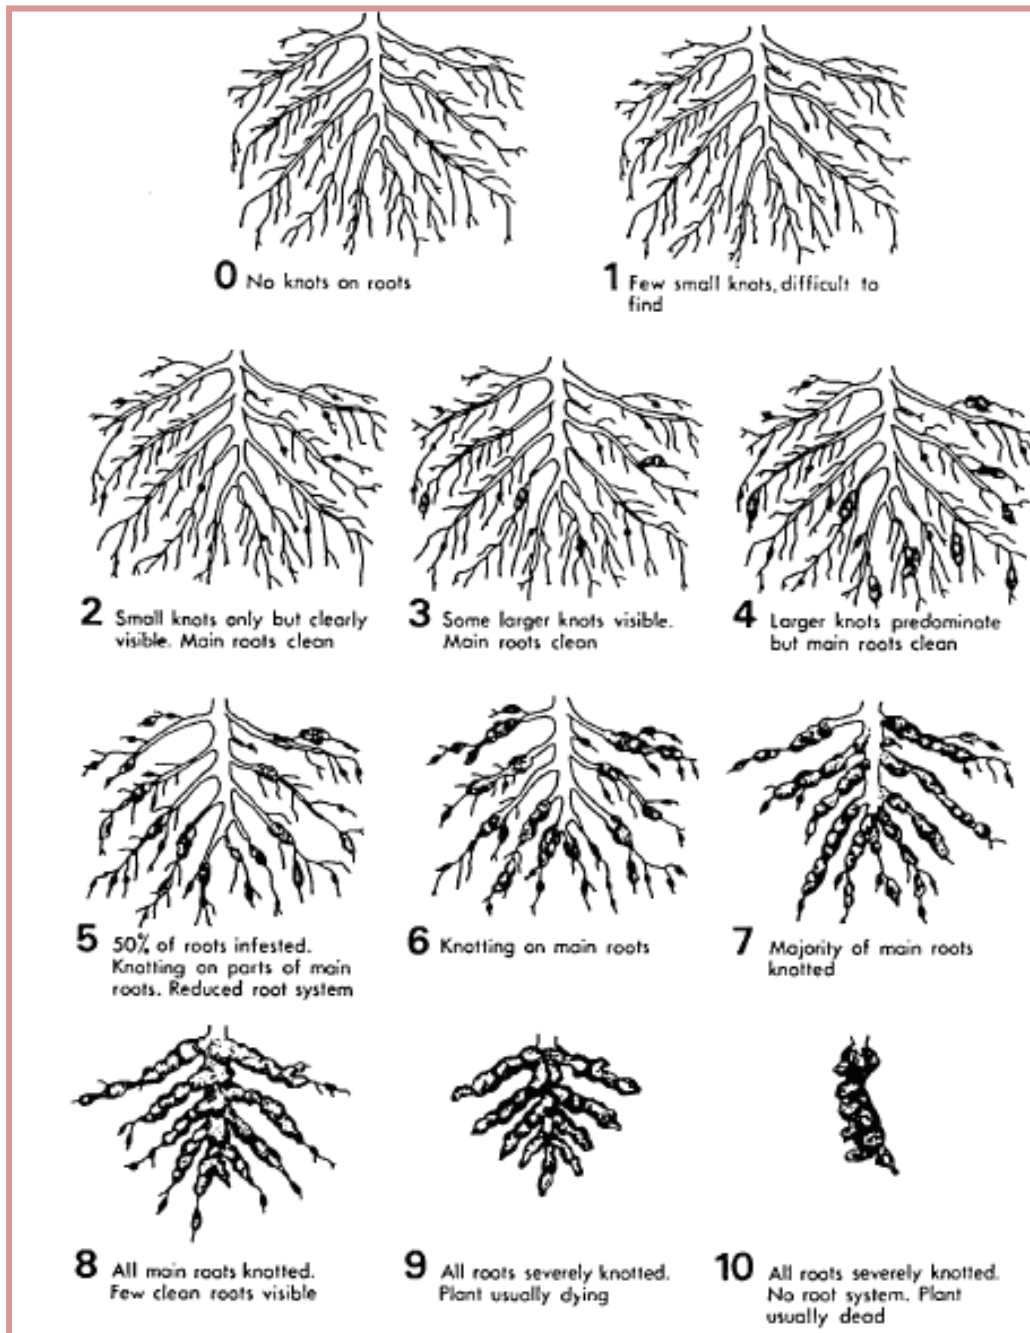 0 No knots on roots
1 Few small knots, difficult to
find
2 Small knots only but clearly
visible. Main roots clean
3 Some larger knots visible.
Main roots clean
4 Larger knots predominate
but main roots clean
5 50% of roots infested.
Knotting on parts of main
roots. Reduced root system
6 Knotting on main roots
7 Majority of main roots
knotted
8 All main roots knotted.
Few clean roots visible
9 All roots severely knotted.
Plant usually dying
10 All roots severely knotted.
No root system. Plant
usually dead